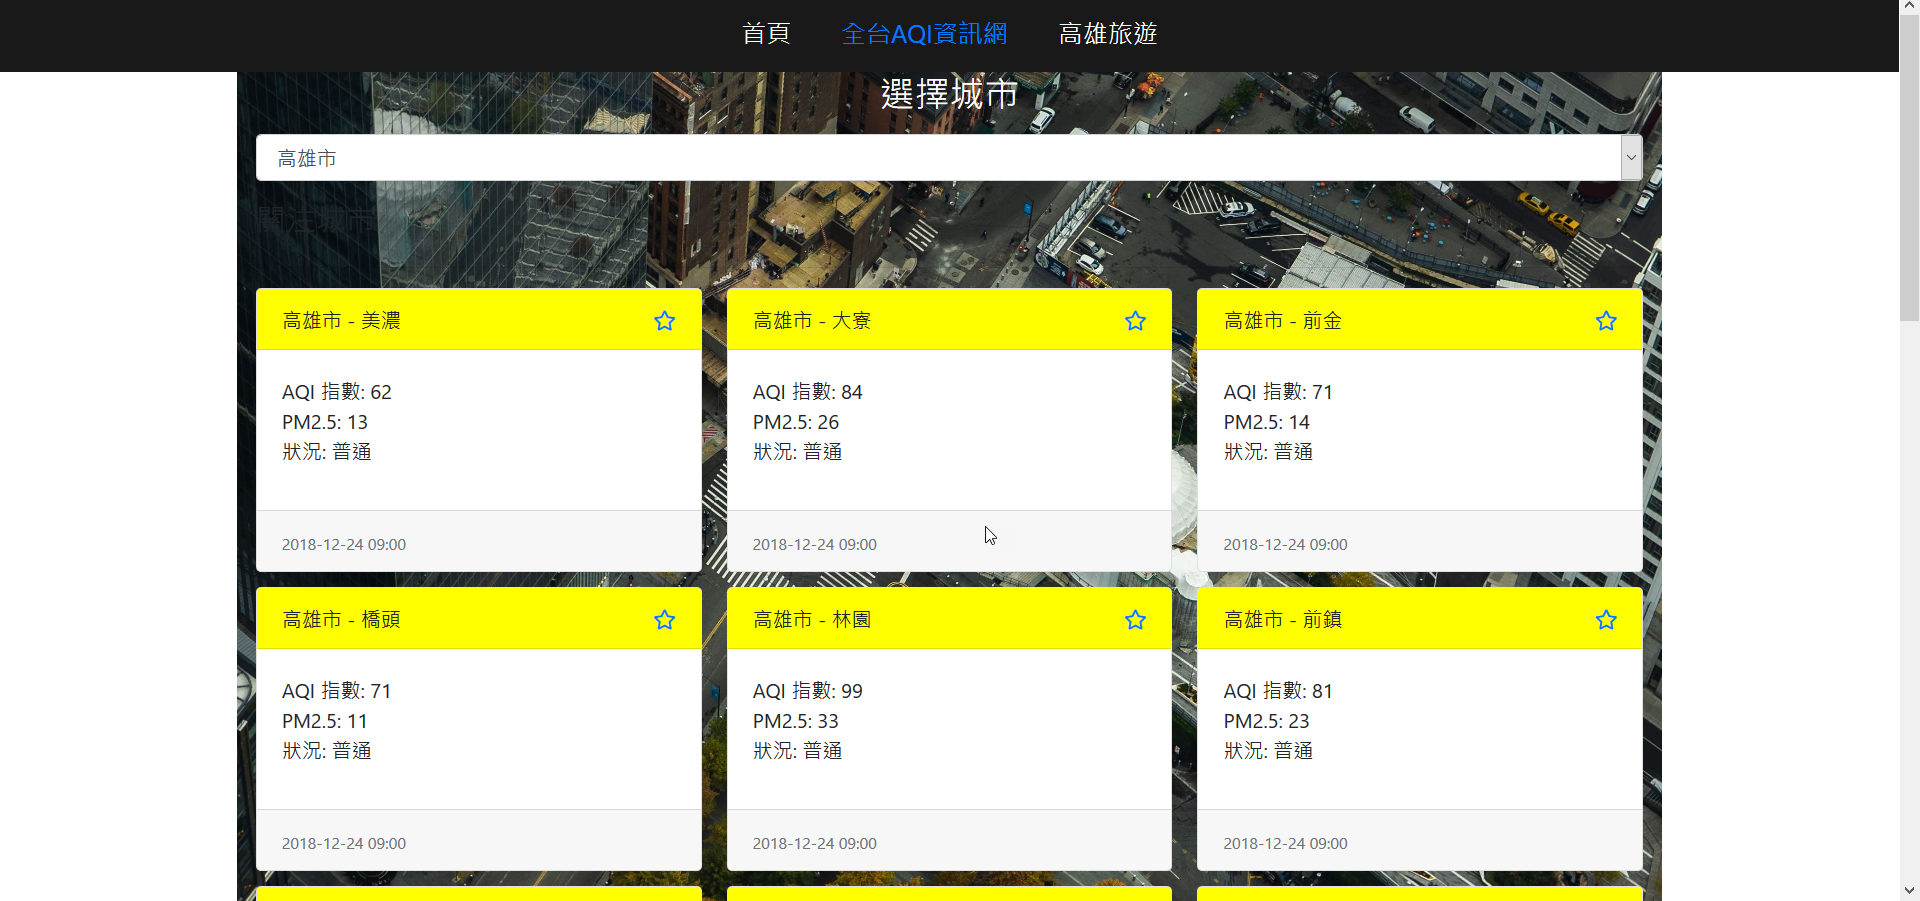 首頁 全台AQI資訊網 高雄旅遊
選擇城市
高雄市
關注城市
高雄市 - 美濃
AQI 指數: 62
PM2.5: 13
狀況: 普通
2018-12-24 09:00
高雄市 - 大寮
AQI 指數: 84
PM2.5: 26
狀況: 普通
2018-12-24 09:00
高雄市 - 前金
AQI 指數: 71
PM2.5: 14
狀況: 普通
2018-12-24 09:00
高雄市 - 橋頭
AQI 指數: 71
PM2.5: 11
狀況: 普通
2018-12-24 09:00
高雄市 - 林園
AQI 指數: 99
PM2.5: 33
狀況: 普通
2018-12-24 09:00
高雄市 - 前鎮
AQI 指數: 81
PM2.5: 23
狀況: 普通
2018-12-24 09:00